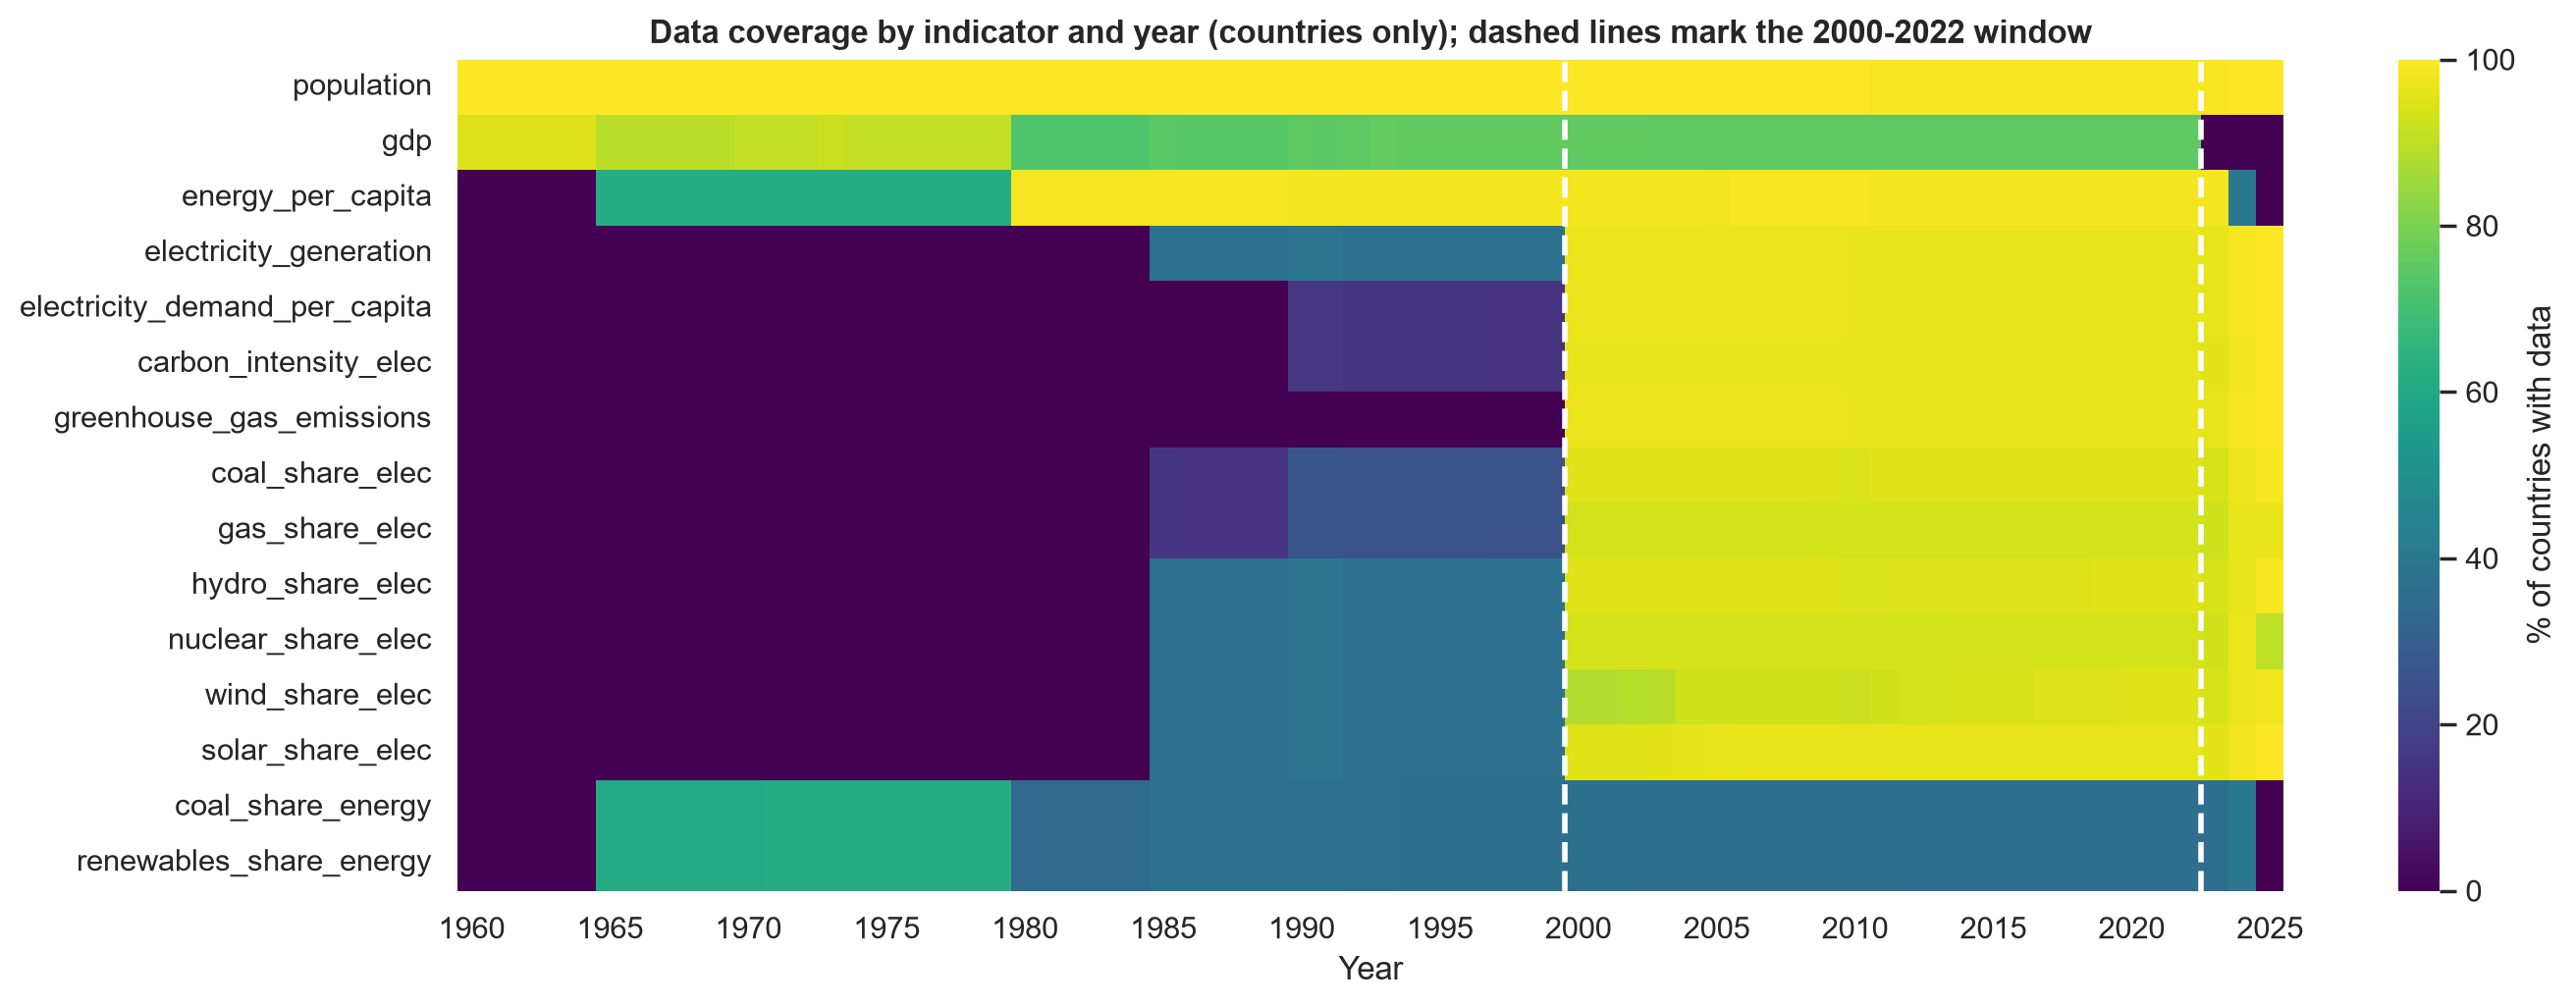 Data coverage by indicator and year (countries only); dashed lines mark the 2000-2022 window
population
gdp
energy_per_capita
electricity_generation
electricity_demand_per_capita
carbon_intensity_elec
greenhouse_gas_emissions
coal_share_elec
gas_share_elec
hydro_share_elec
nuclear_share_elec
wind_share_elec
solar_share_elec
coal_share_energy
renewables_share_energy
1960 1965 1970 1975 1980 1985 1990 1995 2000 2005 2010 2015 2020 2025
Year
100
80
60
40
20
0
% of countries with data